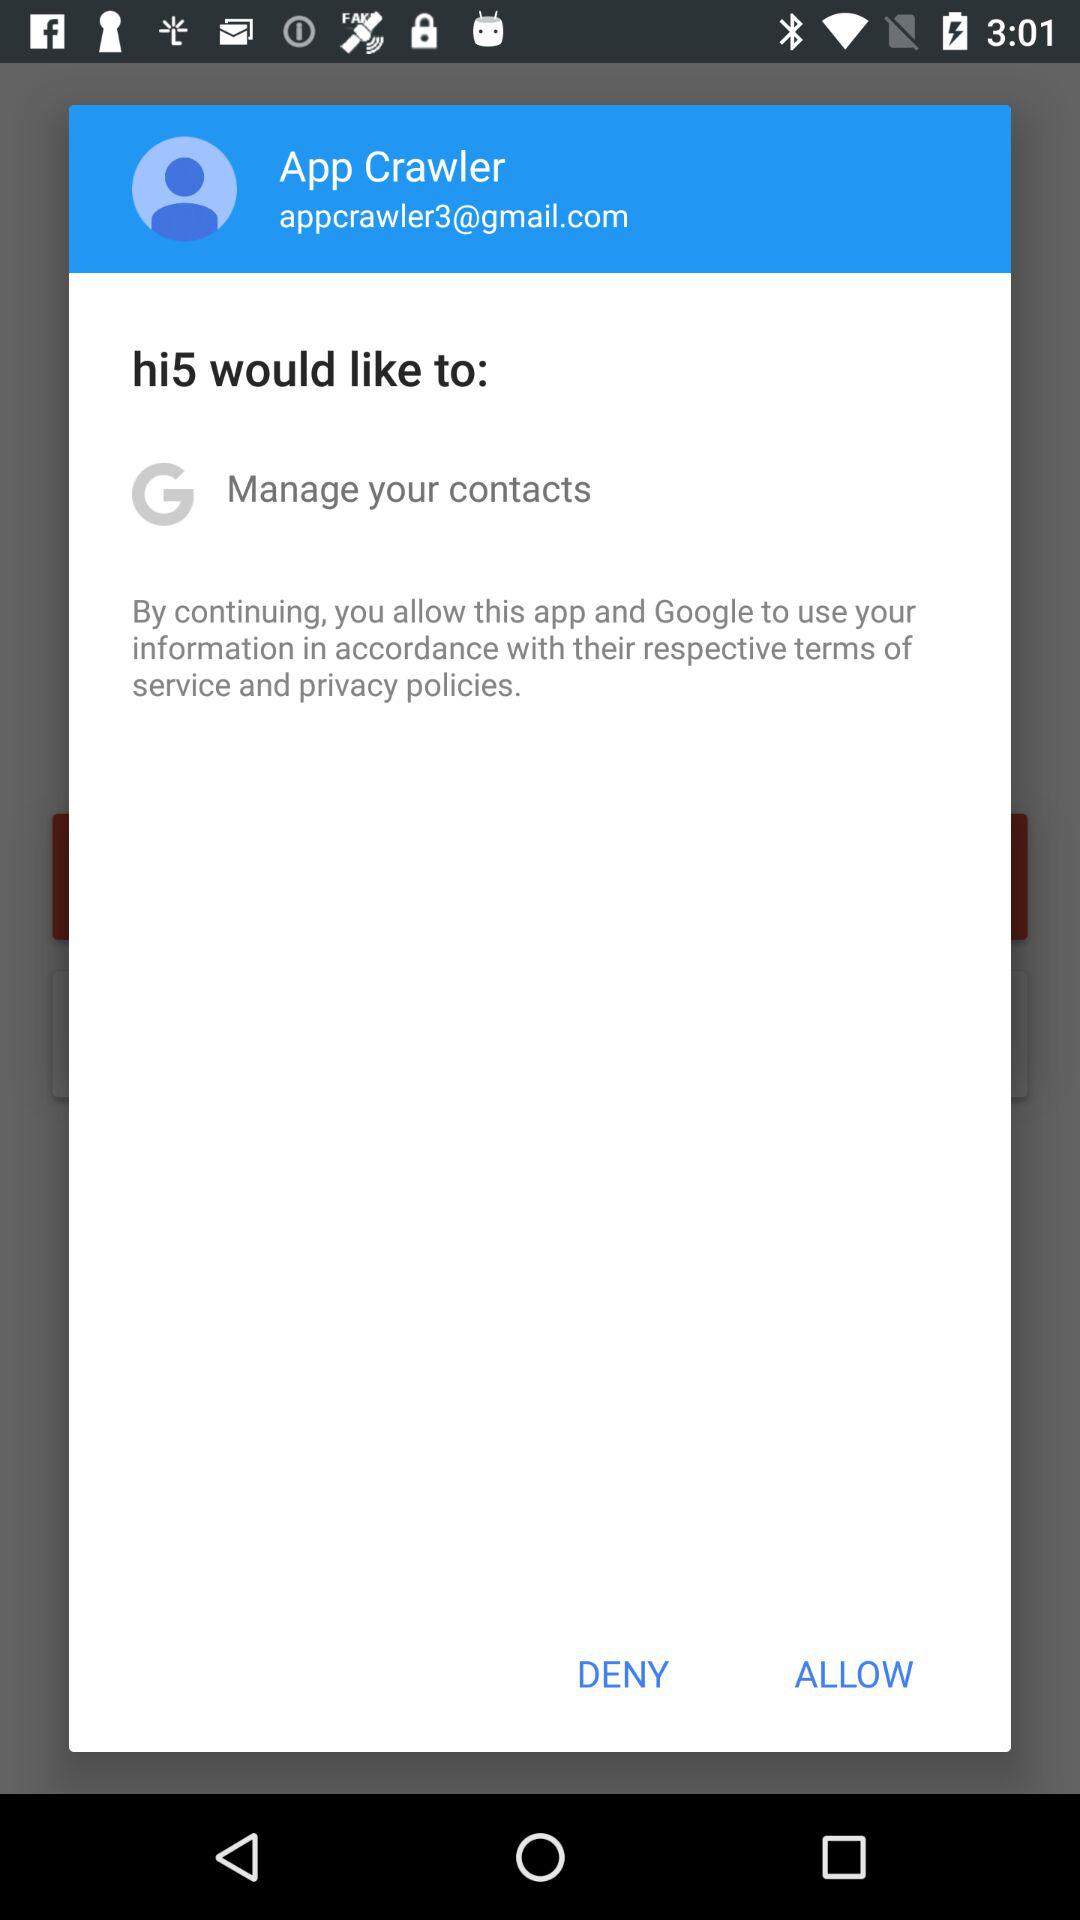 FAKE
3:01
App Crawler
appcrawler3@gmail.com
hi5 would like to:
G Manage your contacts
By continuing, you allow this app and Google to use your
information in accordance with their respective terms of
service and privacy policies.
DENY ALLOW